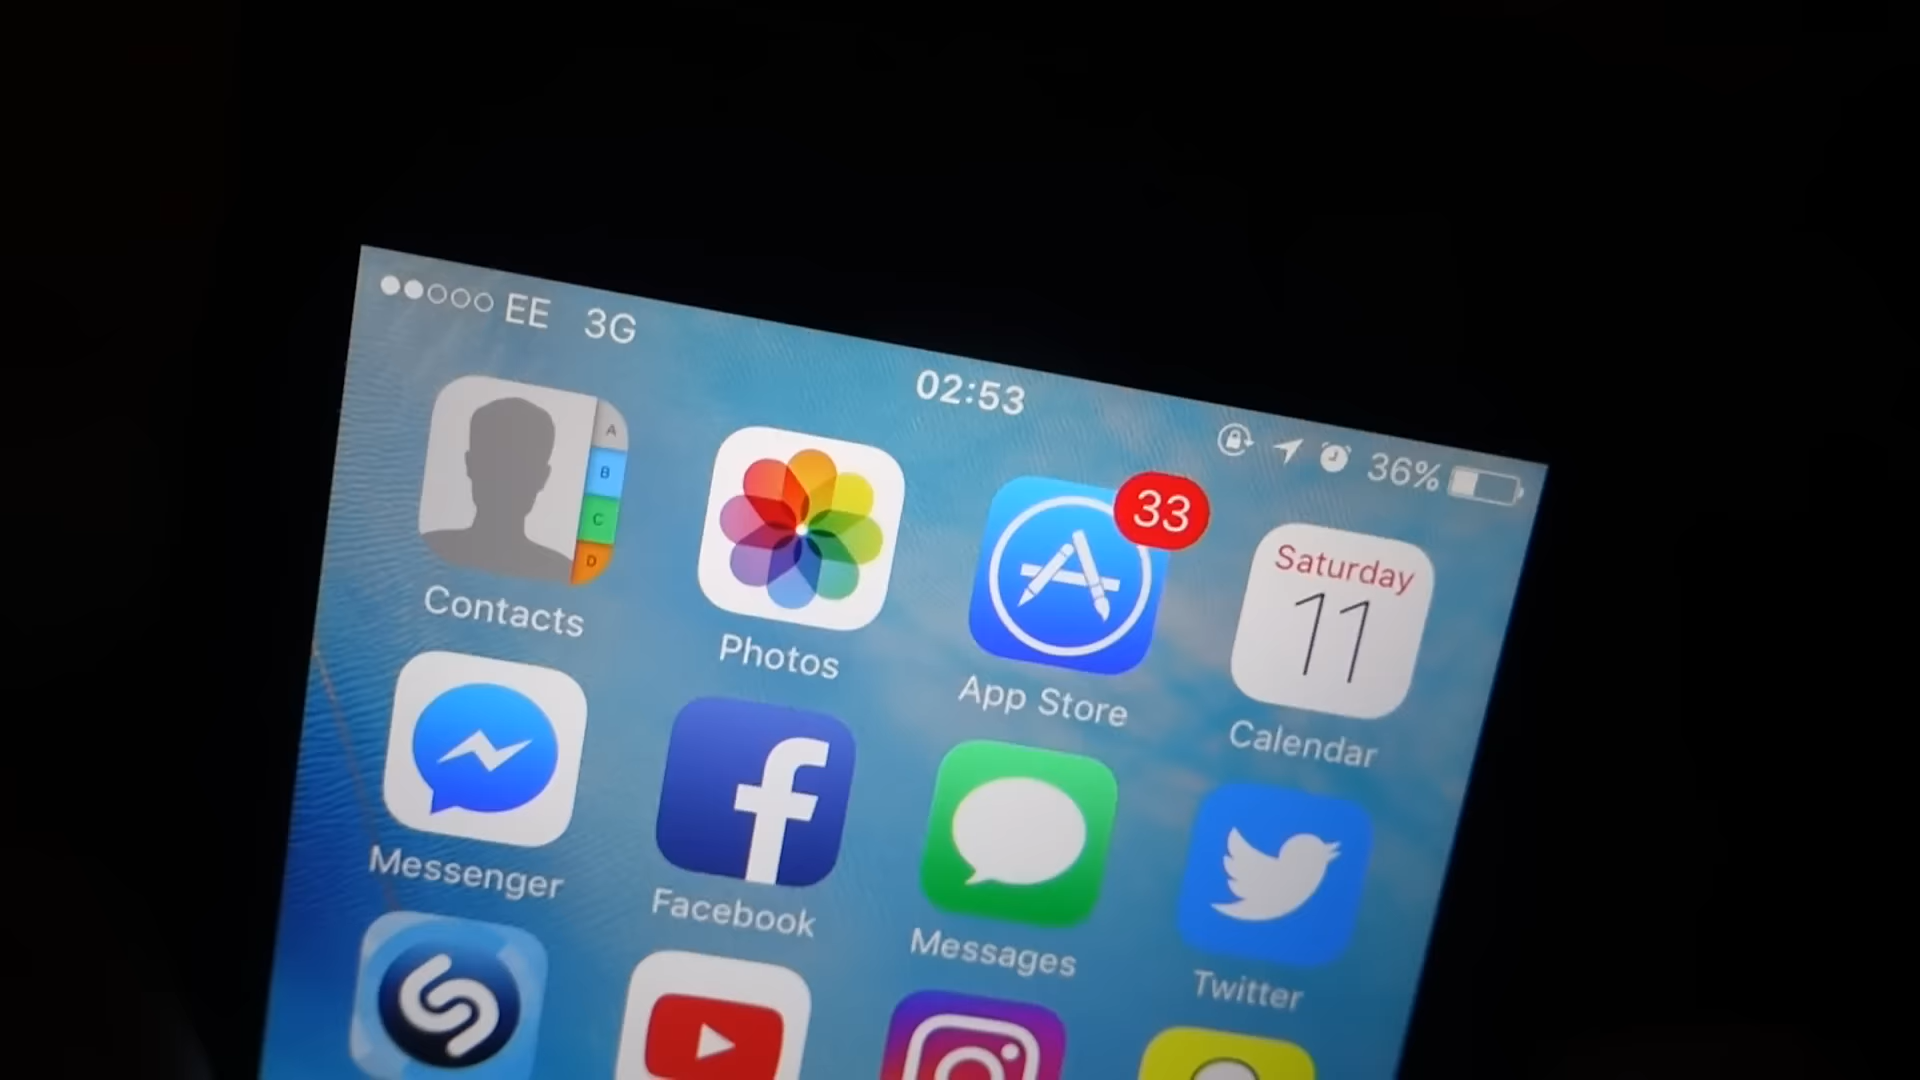 EE 3G 02:53 36%
A
B
C
D
33
Saturday
11
Contacts Photos App Store Calendar
Messenger Facebook Messages Twitter